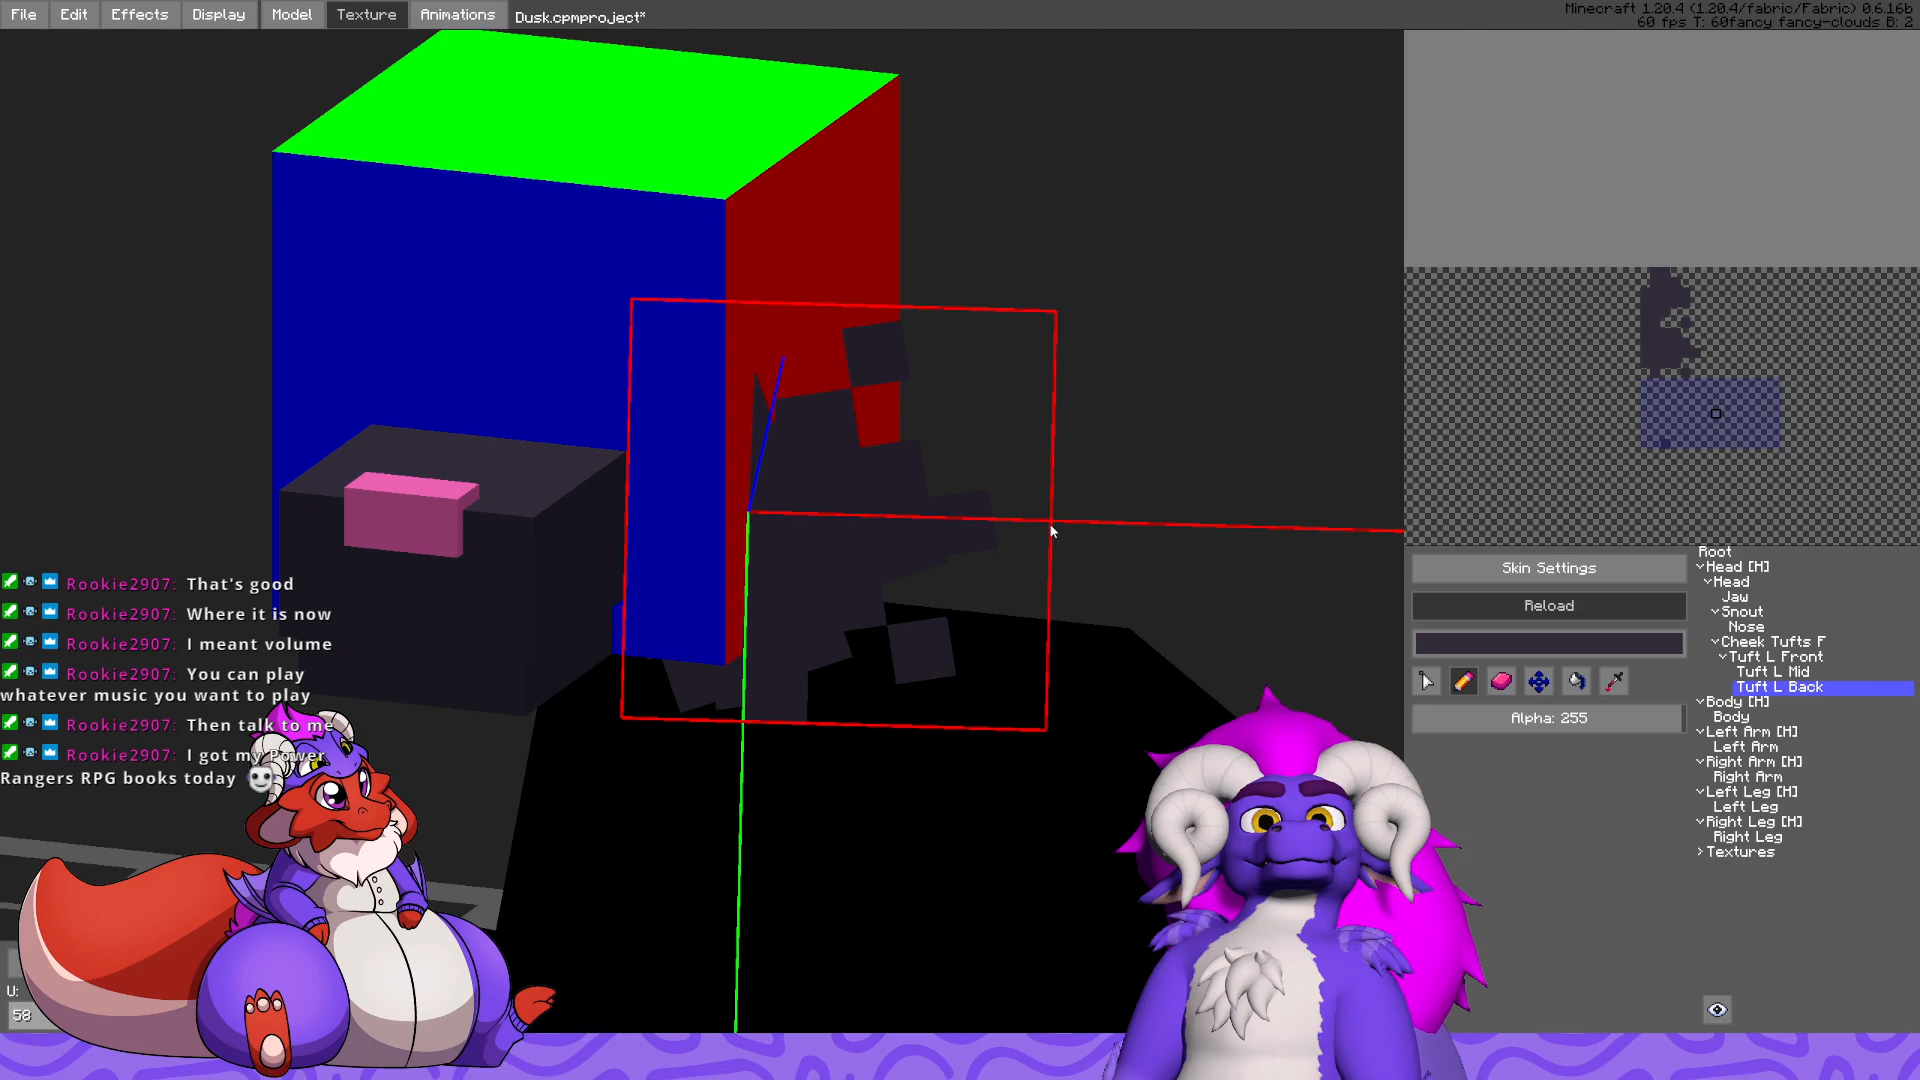 File Edit Effects Display Model Texture Animations Dusk.cpmproject*
Minecraft 1.20.4 (1.20.4/fabric/Fabric) 0.6.16b
60 fps T: 60fancy fancy-clouds B: 2
Skin Settings
Reload
Alpha: 255
Root
Head [H]
Head
Jaw
Snout
Nose
Cheek Tufts F
Tuft L Front
Tuft L Mid
Tuft L Back
Body [H]
Body
Left Arm [H]
Left Arm
Right Arm [H]
Right Arm
Left Leg [H]
Left Leg
Right Leg [H]
Right Leg
Textures
Rookie2907: That's good
Rookie2907: Where it is now
Rookie2907: I meant volume
Rookie2907: You can play
whatever music you want to play
Rookie2907: Then talk to me
Rookie2907: I got my Power
Rangers RPG books today
U:
58